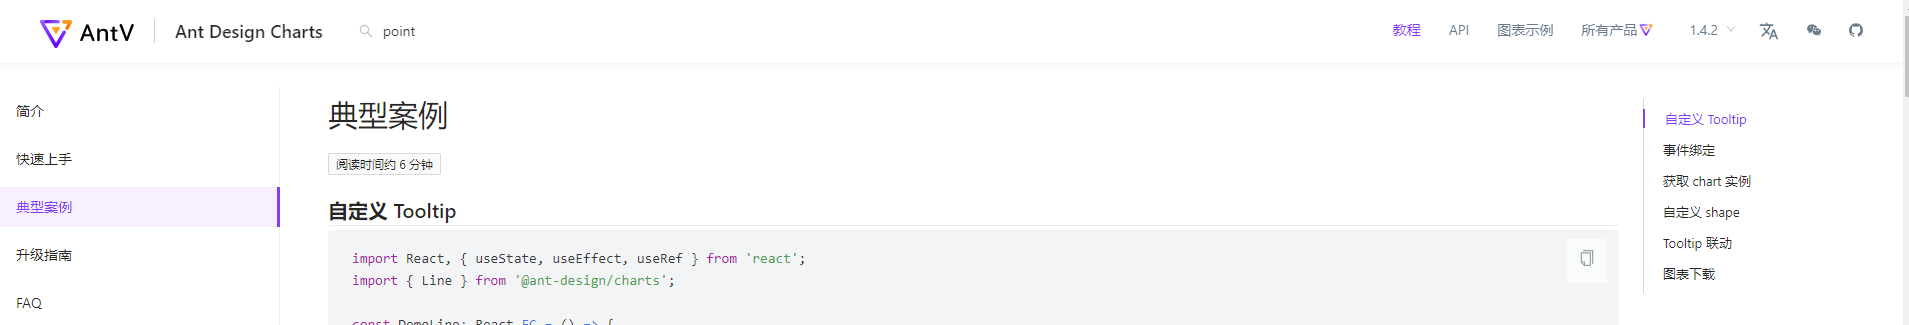 AntV
Ant Design Charts
point
教程
API
图表示例
所有产品
1.4.2
简介
快速上手
典型案例
升级指南
FAQ
典型案例
阅读时间约 6 分钟
自定义 Tooltip
import React, { useState, useEffect, useRef } from 'react';
import { Line } from '@ant-design/charts';
const DemoLine: React.FC = () => {
自定义 Tooltip
事件绑定
获取 chart 实例
自定义 shape
Tooltip 联动
图表下载